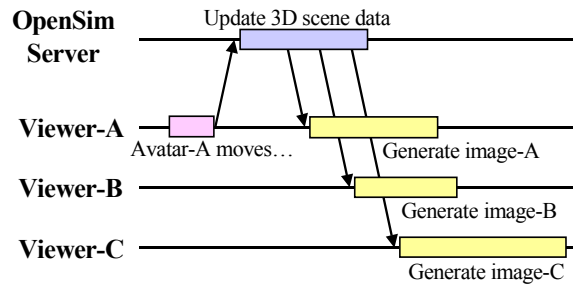 OpenSim
Server
Update 3D scene data
Viewer-A
Avatar-A moves…
Generate image-A
Viewer-B
Generate image-B
Viewer-C
Generate image-C